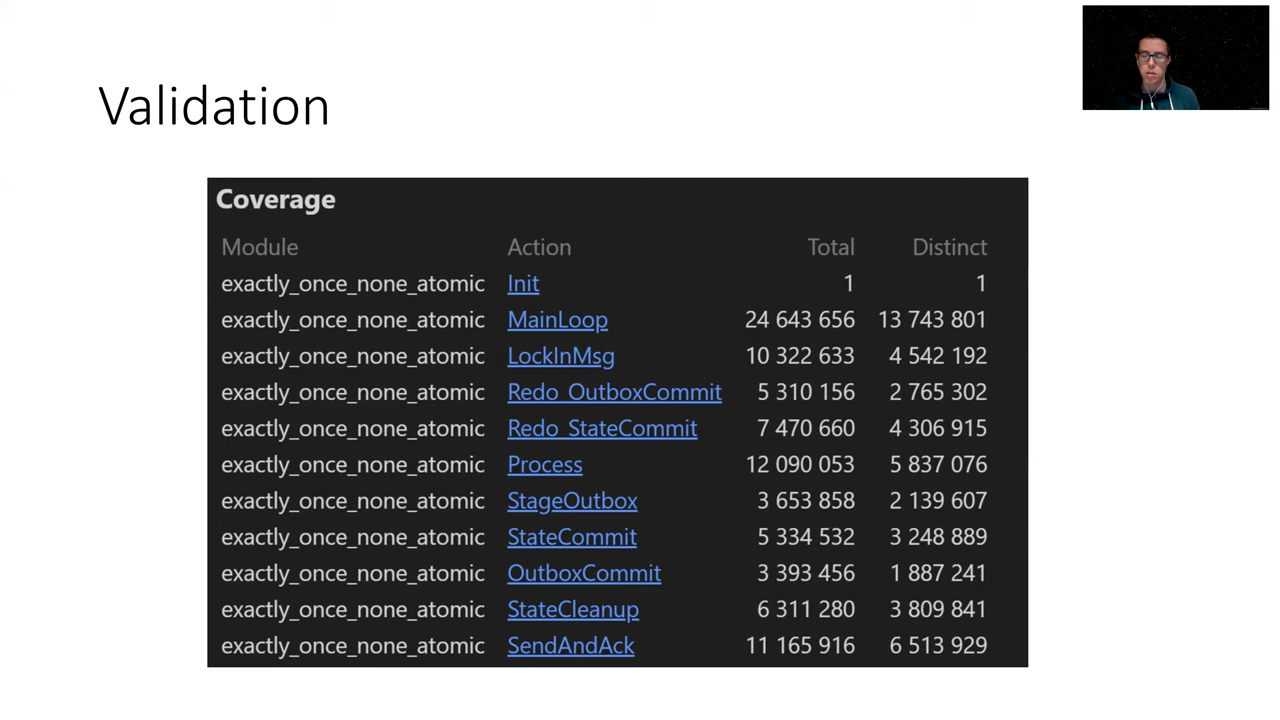 Validation
Coverage
Module Action Total Distinct
exactly_once_none_atomic Init 1 1
exactly_once_none_atomic MainLoop 24 643 656 13 743 801
exactly_once_none_atomic LockInMsg 10 322 633 4 542 192
exactly_once_none_atomic Redo_OutboxCommit 5 310 156 2 765 302
exactly_once_none_atomic Redo_StateCommit 7 470 660 4 306 915
exactly_once_none_atomic Process 12 090 053 5 837 076
exactly_once_none_atomic StageOutbox 3 653 858 2 139 607
exactly_once_none_atomic StateCommit 5 334 532 3 248 889
exactly_once_none_atomic OutboxCommit 3 393 456 1 887 241
exactly_once_none_atomic StateCleanup 6 311 280 3 809 841
exactly_once_none_atomic SendAndAck 11 165 916 6 513 929